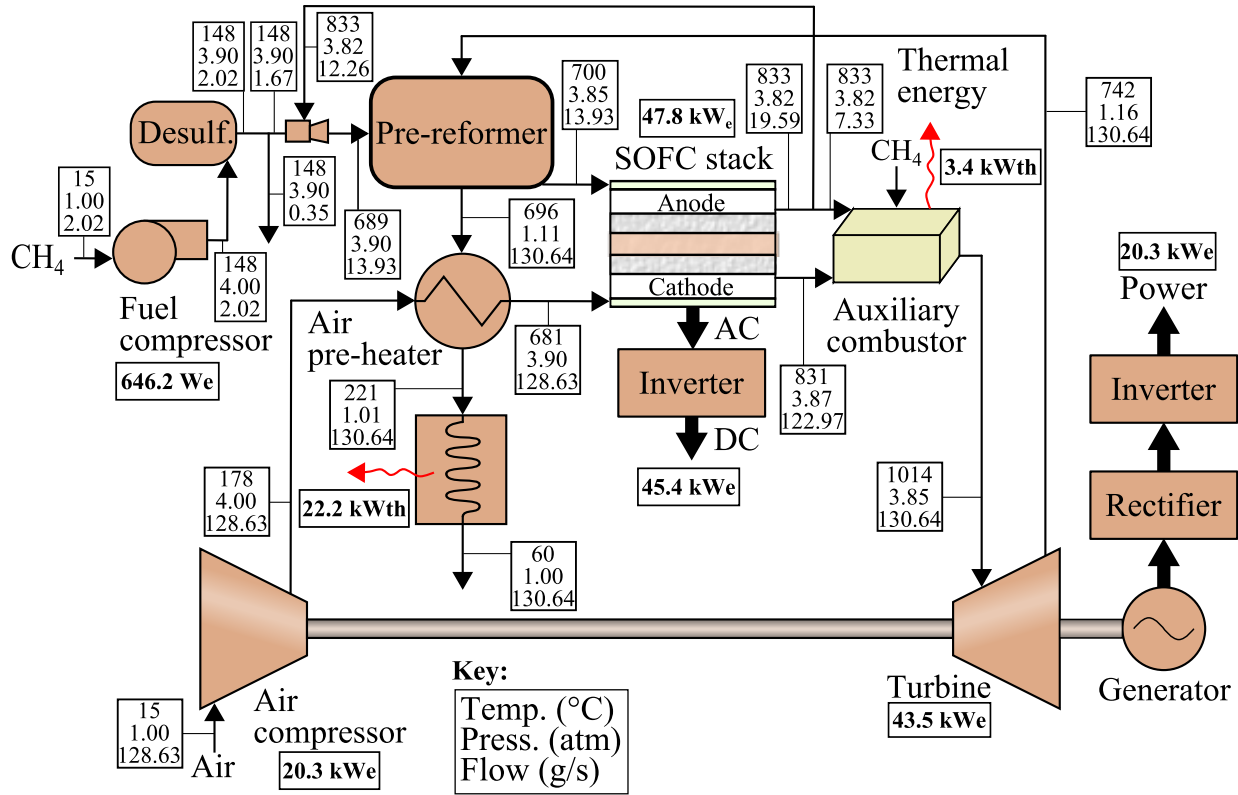 148
3.90
2.02
148
3.90
1.67
833
3.82
12.26
Desulf.
Pre-reformer
700
3.85
13.93
47.8 kWₑ
SOFC stack
833
3.82
19.59
833
3.82
7.33
Thermal
energy
CH₄
3.4 kWth
742
1.16
130.64
15
1.00
2.02
CH₄
148
3.90
0.35
148
4.00
2.02
689
3.90
13.93
696
1.11
130.64
Anode
Cathode
Fuel
compressor
646.2 We
Air
pre-heater
681
3.90
128.63
AC
Inverter
DC
45.4 kWe
Auxiliary
combustor
831
3.87
122.97
20.3 kWe
Power
Inverter
Rectifier
221
1.01
130.64
22.2 kWth
178
4.00
128.63
60
1.00
130.64
1014
3.85
130.64
15
1.00
128.63
Air
Air
compressor
20.3 kWe
Key:
Temp. (°C)
Press. (atm)
Flow (g/s)
Turbine
43.5 kWe
Generator